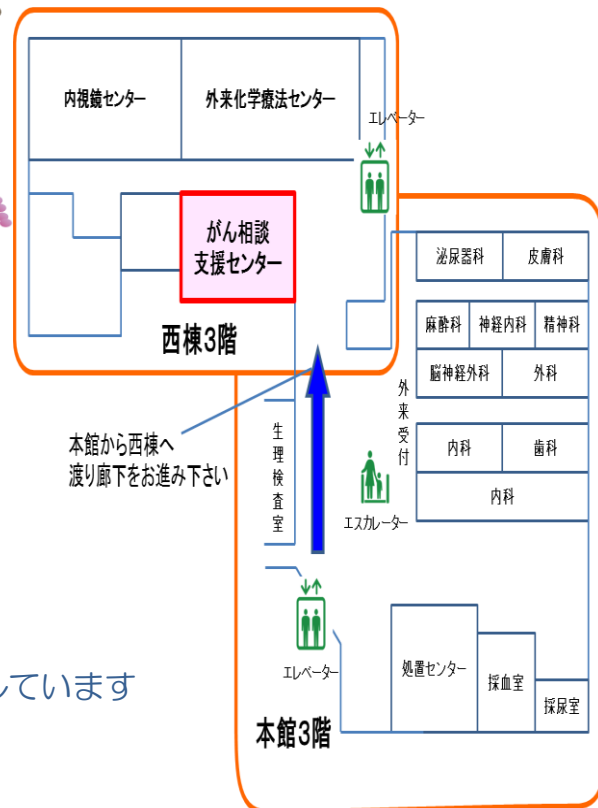 内視鏡センター
外来化学療法センター
エレベーター
がん相談
支援センター
西棟3階
泌尿器科
皮膚科
麻酔科
神経内科
精神科
脳神経外科
外科
外来受付
内科
歯科
内科
本館から西棟へ
渡り廊下をお進み下さい
生理検査室
エスカレーター
エレベーター
処置センター
採血室
採尿室
本館3階
しています